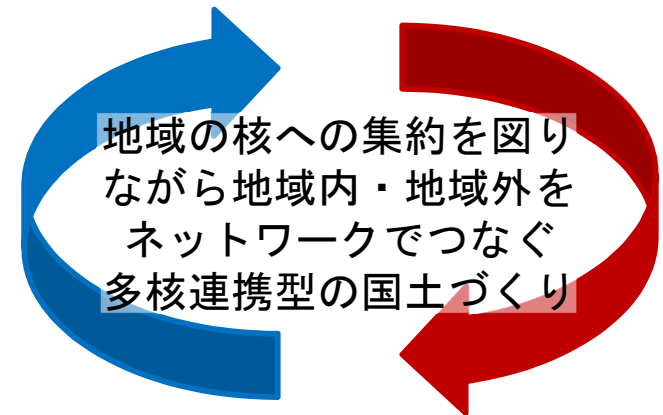 地域の核への集約を図り
ながら地域内・地域外を
ネットワークでつなぐ
多核連携型の国土づくり